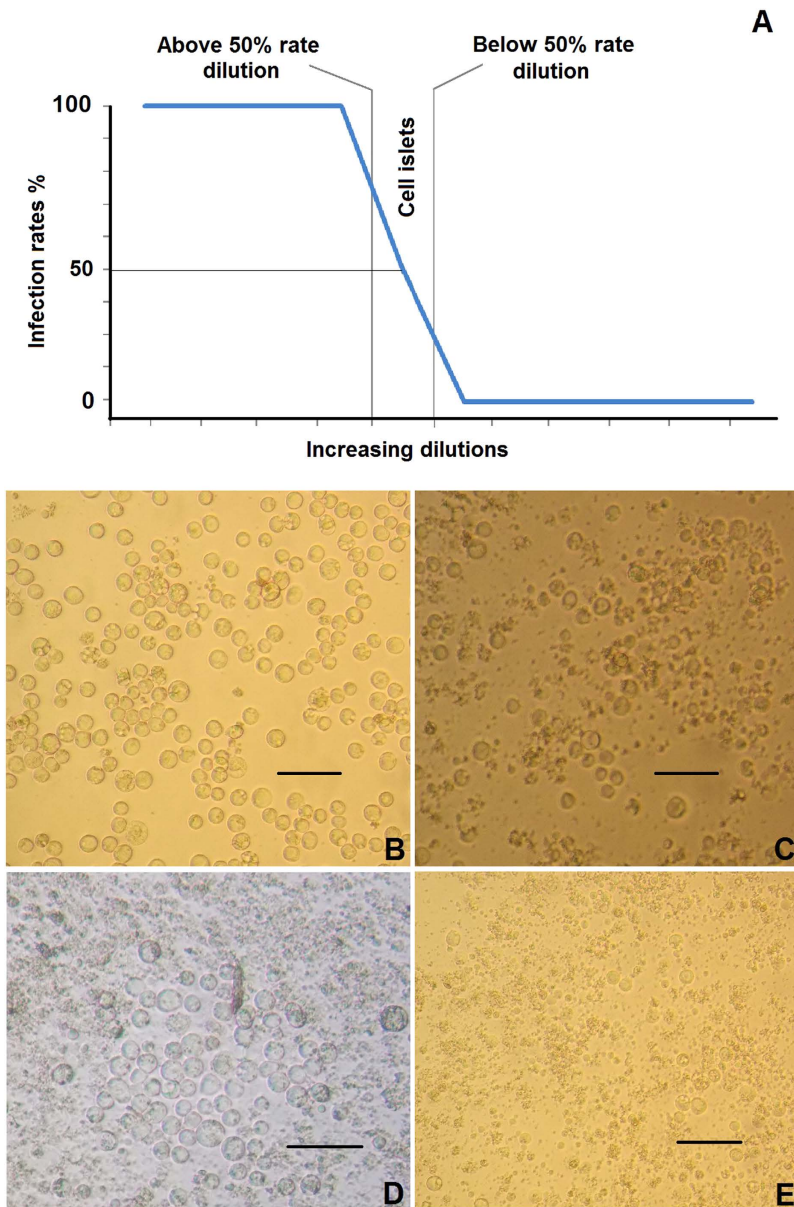 A
Above 50% rate
dilution
Below 50% rate
dilution
Cell islets
Infection rates %
100
50
0
Increasing dilutions
B
C
D
E